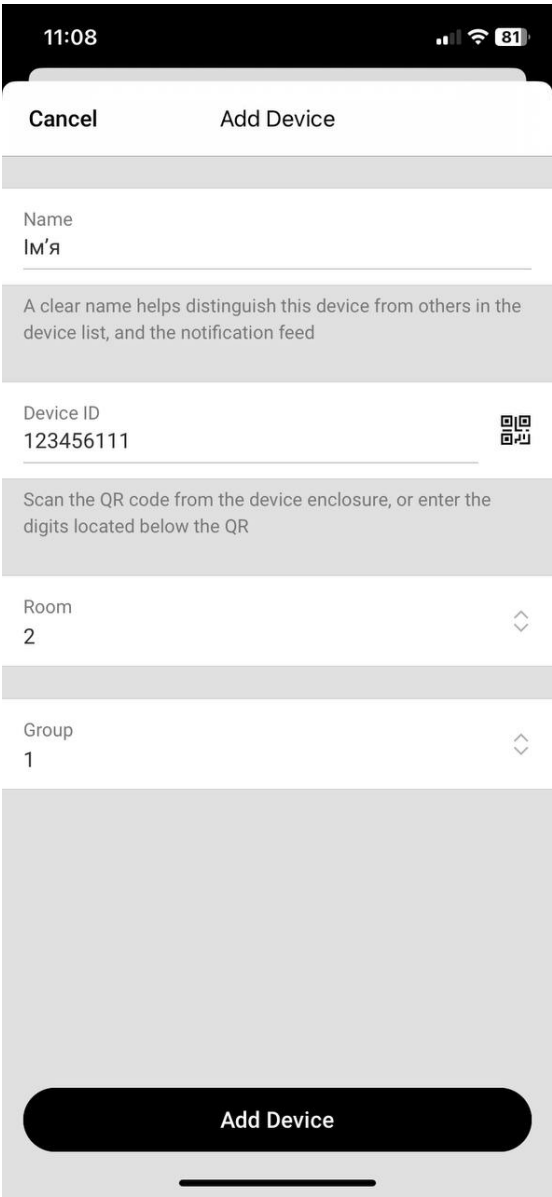 11:08
81
Cancel
Add Device
Name
Ім’я
A clear name helps distinguish this device from others in the
device list, and the notification feed
Device ID
123456111
Scan the QR code from the device enclosure, or enter the
digits located below the QR
Room
2
Group
1
Add Device